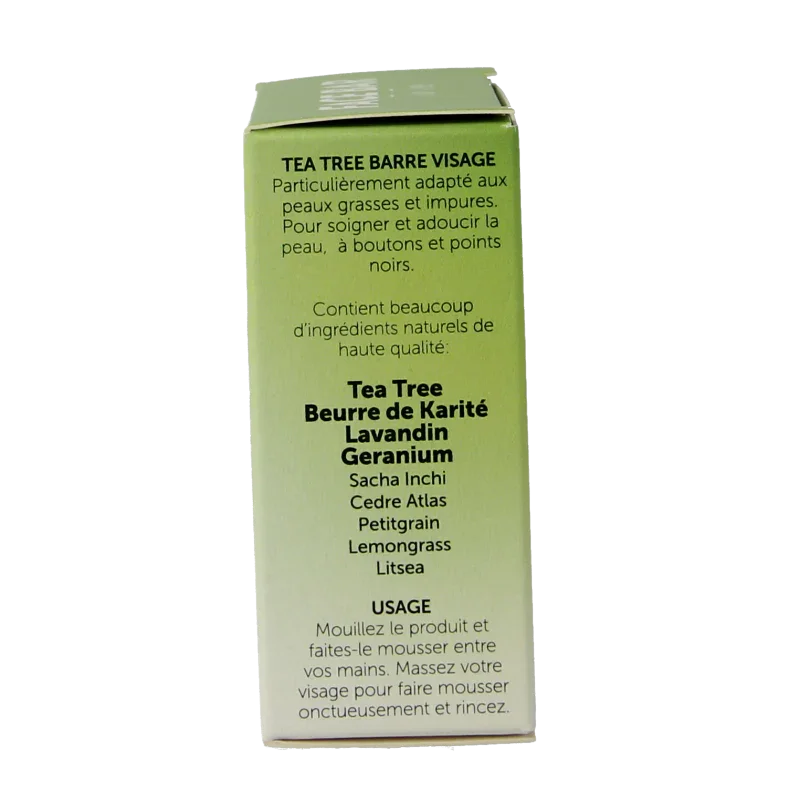 FACE BAR
TEA TREE BARRE VISAGE
Particulièrement adapté aux
peaux grasses et impures.
Pour soigner et adoucir la
peau,  à boutons et points
noirs.
Contient beaucoup
d'ingrédients naturels de
haute qualité:
Tea Tree
Beurre de Karité
Lavandin
Geranium
Sacha Inchi
Cedre Atlas
Petitgrain
Lemongrass
Litsea
USAGE
Mouillez le produit et
faites-le mousser entre
vos mains. Massez votre
visage pour faire mousser
onctueusement et rincez.